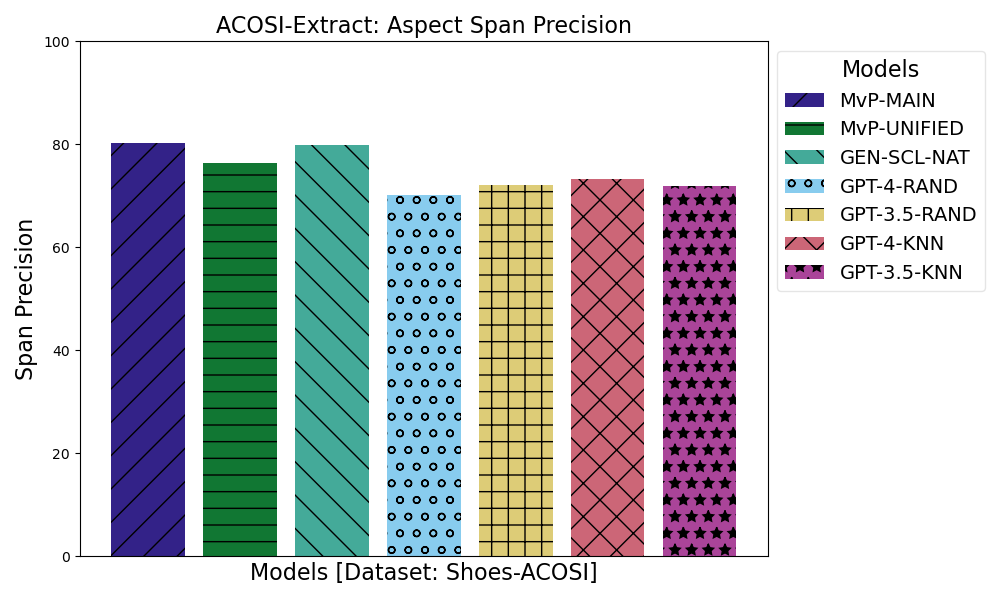 ACOSI-Extract: Aspect Span Precision
100
80
60
40
20
0
Span Precision
Models [Dataset: Shoes-ACOSI]
Models
MvP-MAIN
MvP-UNIFIED
GEN-SCL-NAT
GPT-4-RAND
GPT-3.5-RAND
GPT-4-KNN
GPT-3.5-KNN